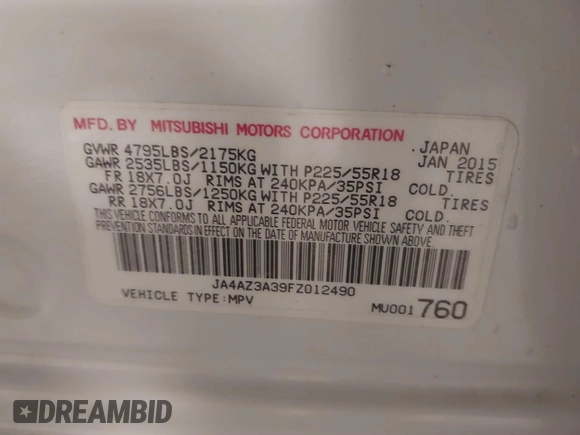 MFD. BY MITSUBISHI MOTORS CORPORATION JAPAN
GVWR 4795LBS/2175KG JAN 2015
GAWR 2535LBS/1150KG WITH P225/55R18 TIRES
FR 18X7.0J RIMS AT 240KPA/35PSI COLD.
GAWR 2756LBS/1250KG WITH P225/55R18 TIRES
RR 18X7.0J RIMS AT 240KPA/35PSI COLD.
THIS VEHICLE CONFORMS TO ALL APPLICABLE FEDERAL MOTOR VEHICLE SAFETY AND THEFT
PREVENTION STANDARDS IN EFFECT ON THE DATE OF MANUFACTURE SHOWN ABOVE.
JA4AZ3A39FZ012490
VEHICLE TYPE:MPV MU001 760
DREAMBID